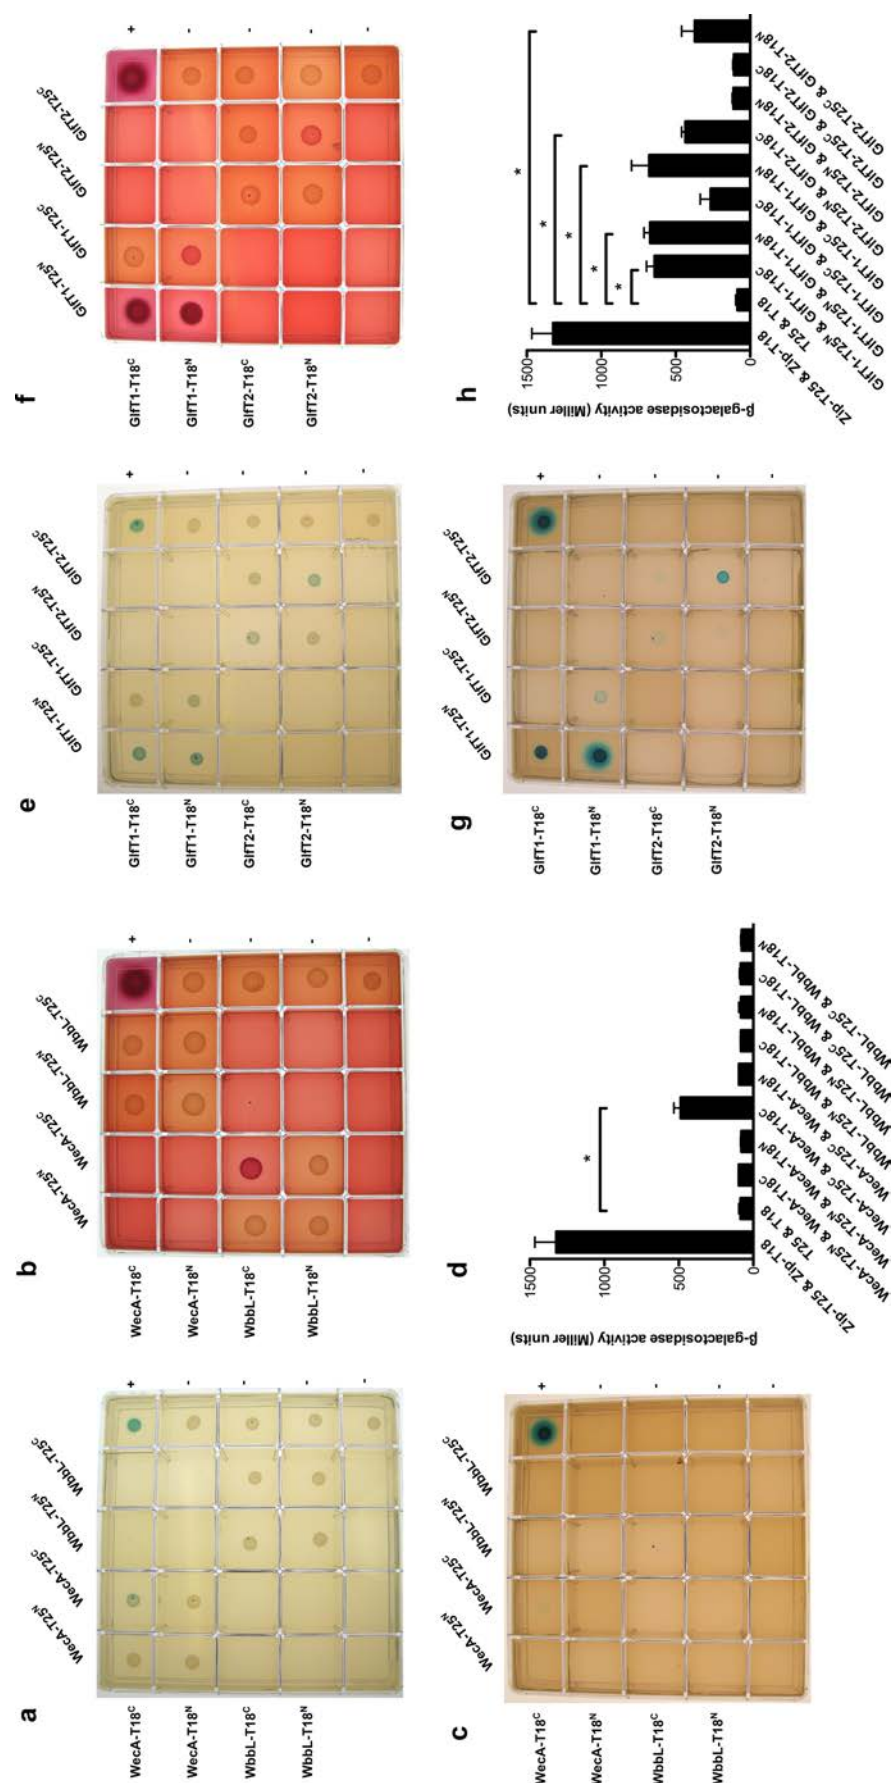 a
WecA-T25ᴺ
WecA-T25ᶜ
WbbL-T25ᴺ
WbbL-T25ᶜ
WecA-T18ᶜ
+
WecA-T18ᴺ
-
WbbL-T18ᶜ
-
WbbL-T18ᴺ
-
-
b
WecA-T25ᴺ
WecA-T25ᶜ
WbbL-T25ᴺ
WbbL-T25ᶜ
WecA-T18ᶜ
+
WecA-T18ᴺ
-
WbbL-T18ᶜ
-
WbbL-T18ᴺ
-
-
e
GlfT1-T25ᴺ
GlfT1-T25ᶜ
GlfT2-T25ᴺ
GlfT2-T25ᶜ
GlfT1-T18ᶜ
+
GlfT1-T18ᴺ
-
GlfT2-T18ᶜ
-
GlfT2-T18ᴺ
-
-
f
GlfT1-T25ᴺ
GlfT1-T25ᶜ
GlfT2-T25ᴺ
GlfT2-T25ᶜ
GlfT1-T18ᶜ
+
GlfT1-T18ᴺ
-
GlfT2-T18ᶜ
-
GlfT2-T18ᴺ
-
-
c
WecA-T25ᴺ
WecA-T25ᶜ
WbbL-T25ᴺ
WbbL-T25ᶜ
WecA-T18ᶜ
+
WecA-T18ᴺ
-
WbbL-T18ᶜ
-
WbbL-T18ᴺ
-
-
d
β-galactosidase activity (Miller units)
1500
1000
500
0
*
Zip-T25 & Zip-T18
T25 & T18
WecA-T25ᴺ & WecA-T18ᶜ
WecA-T25ᴺ & WecA-T18ᴺ
WecA-T25ᶜ & WecA-T18ᶜ
WecA-T25ᶜ & WecA-T18ᴺ
WbbL-T25ᴺ & WbbL-T18ᶜ
WbbL-T25ᴺ & WbbL-T18ᴺ
WbbL-T25ᶜ & WbbL-T18ᶜ
WbbL-T25ᶜ & WbbL-T18ᴺ
g
GlfT1-T25ᴺ
GlfT1-T25ᶜ
GlfT2-T25ᴺ
GlfT2-T25ᶜ
GlfT1-T18ᶜ
+
GlfT1-T18ᴺ
-
GlfT2-T18ᶜ
-
GlfT2-T18ᴺ
-
-
h
β-galactosidase activity (Miller units)
1500
1000
500
0
*
*
*
*
*
Zip-T25 & Zip-T18
T25 & T18
GlfT1-T25ᴺ & GlfT1-T18ᶜ
GlfT1-T25ᴺ & GlfT1-T18ᴺ
GlfT1-T25ᶜ & GlfT1-T18ᶜ
GlfT1-T25ᶜ & GlfT1-T18ᴺ
GlfT2-T25ᴺ & GlfT2-T18ᶜ
GlfT2-T25ᴺ & GlfT2-T18ᴺ
GlfT2-T25ᶜ & GlfT2-T18ᶜ
GlfT2-T25ᶜ & GlfT2-T18ᴺ